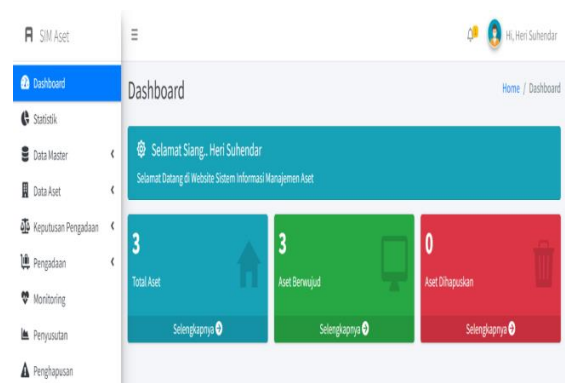 SIM Aset
Hi, Heri Suhendar
Dashboard
Statistik
Data Master
Data Aset
Keputusan Pengadaan
Pengadaan
Monitoring
Penyusutan
Penghapusan
Dashboard
Home / Dashboard
Selamat Siang.. Heri Suhendar
Selamat Datang di Website Sistem Informasi Manajemen Aset
3
Total Aset
Selengkapnya
3
Aset Berwujud
Selengkapnya
0
Aset Dihapuskan
Selengkapnya